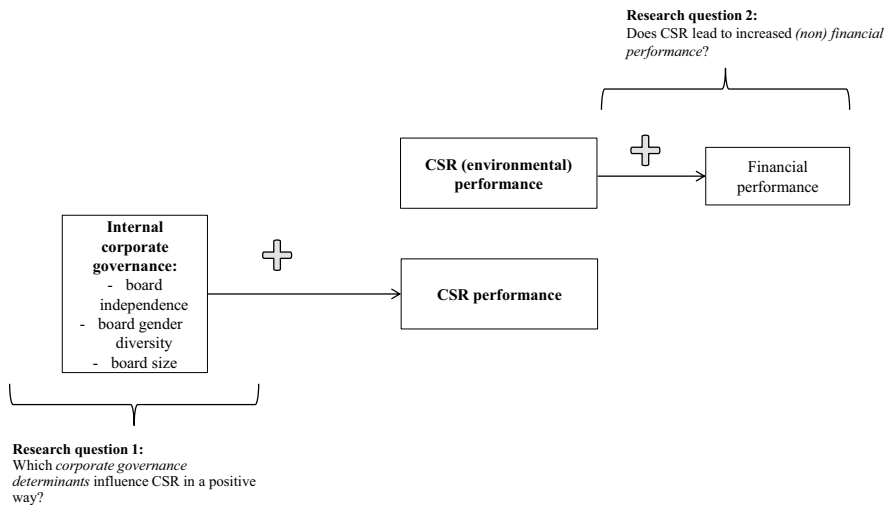 Research question 2:
Does CSR lead to increased (non) financial
performance?
CSR (environmental)
performance
Financial
performance
Internal
corporate
governance:
- board
independence
- board gender
diversity
- board size
CSR performance
Research question 1:
Which corporate governance
determinants influence CSR in a positive
way?